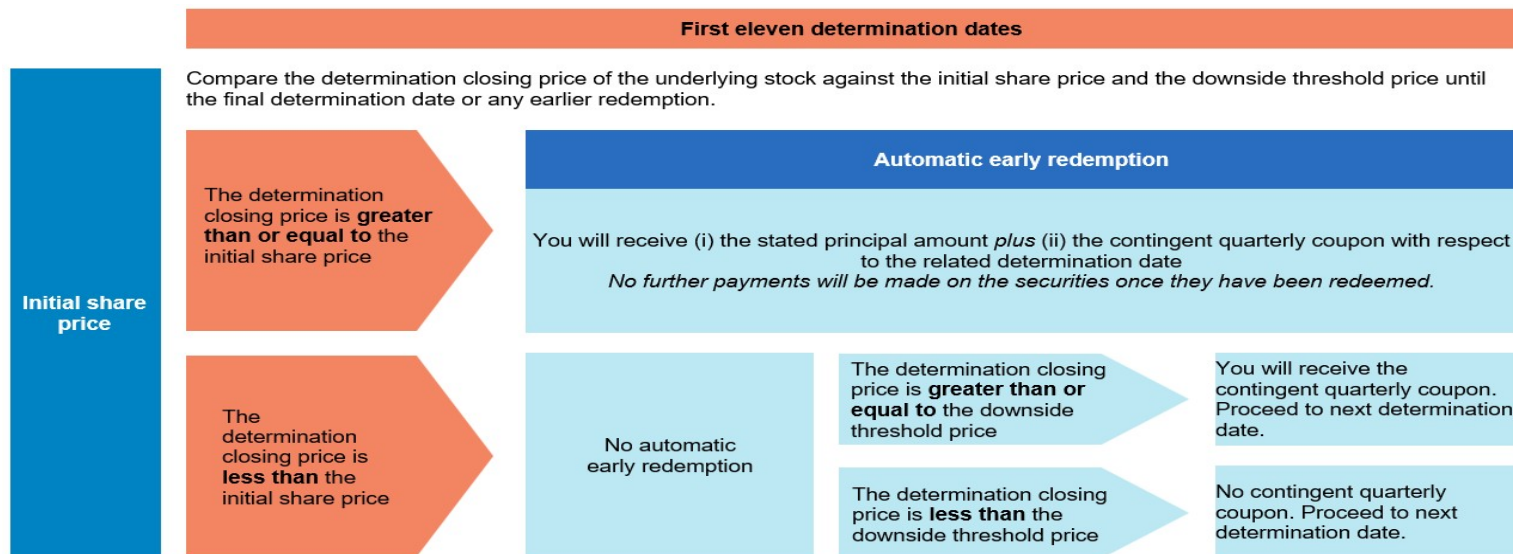 First eleven determination dates
Compare the determination closing price of the underlying stock against the initial share price and the downside threshold price until
the final determination date or any earlier redemption.
Initial share
price
The determination
closing price is greater
than or equal to the
initial share price
Automatic early redemption
You will receive (i) the stated principal amount plus (ii) the contingent quarterly coupon with respect
to the related determination date
No further payments will be made on the securities once they have been redeemed.
The
determination
closing price is
less than the
initial share price
No automatic
early redemption
The determination closing
price is greater than or
equal to the downside
threshold price
You will receive the
contingent quarterly coupon.
Proceed to next determination
date.
The determination closing
price is less than the
downside threshold price
No contingent quarterly
coupon. Proceed to next
determination date.